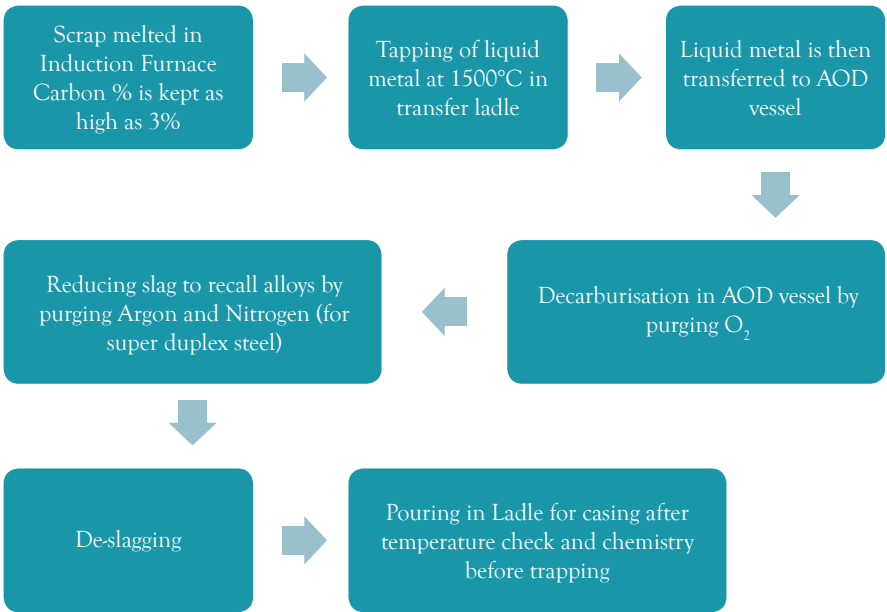 Scrap melted in
Induction Furnace
Carbon % is kept as
high as 3%
Tapping of liquid
metal at 1500°C in
transfer ladle
Liquid metal is then
transferred to AOD
vessel
Decarburisation in AOD vessel by
purging O₂
Reducing slag to recall alloys by
purging Argon and Nitrogen (for
super duplex steel)
De-slagging
Pouring in Ladle for casing after
temperature check and chemistry
before trapping